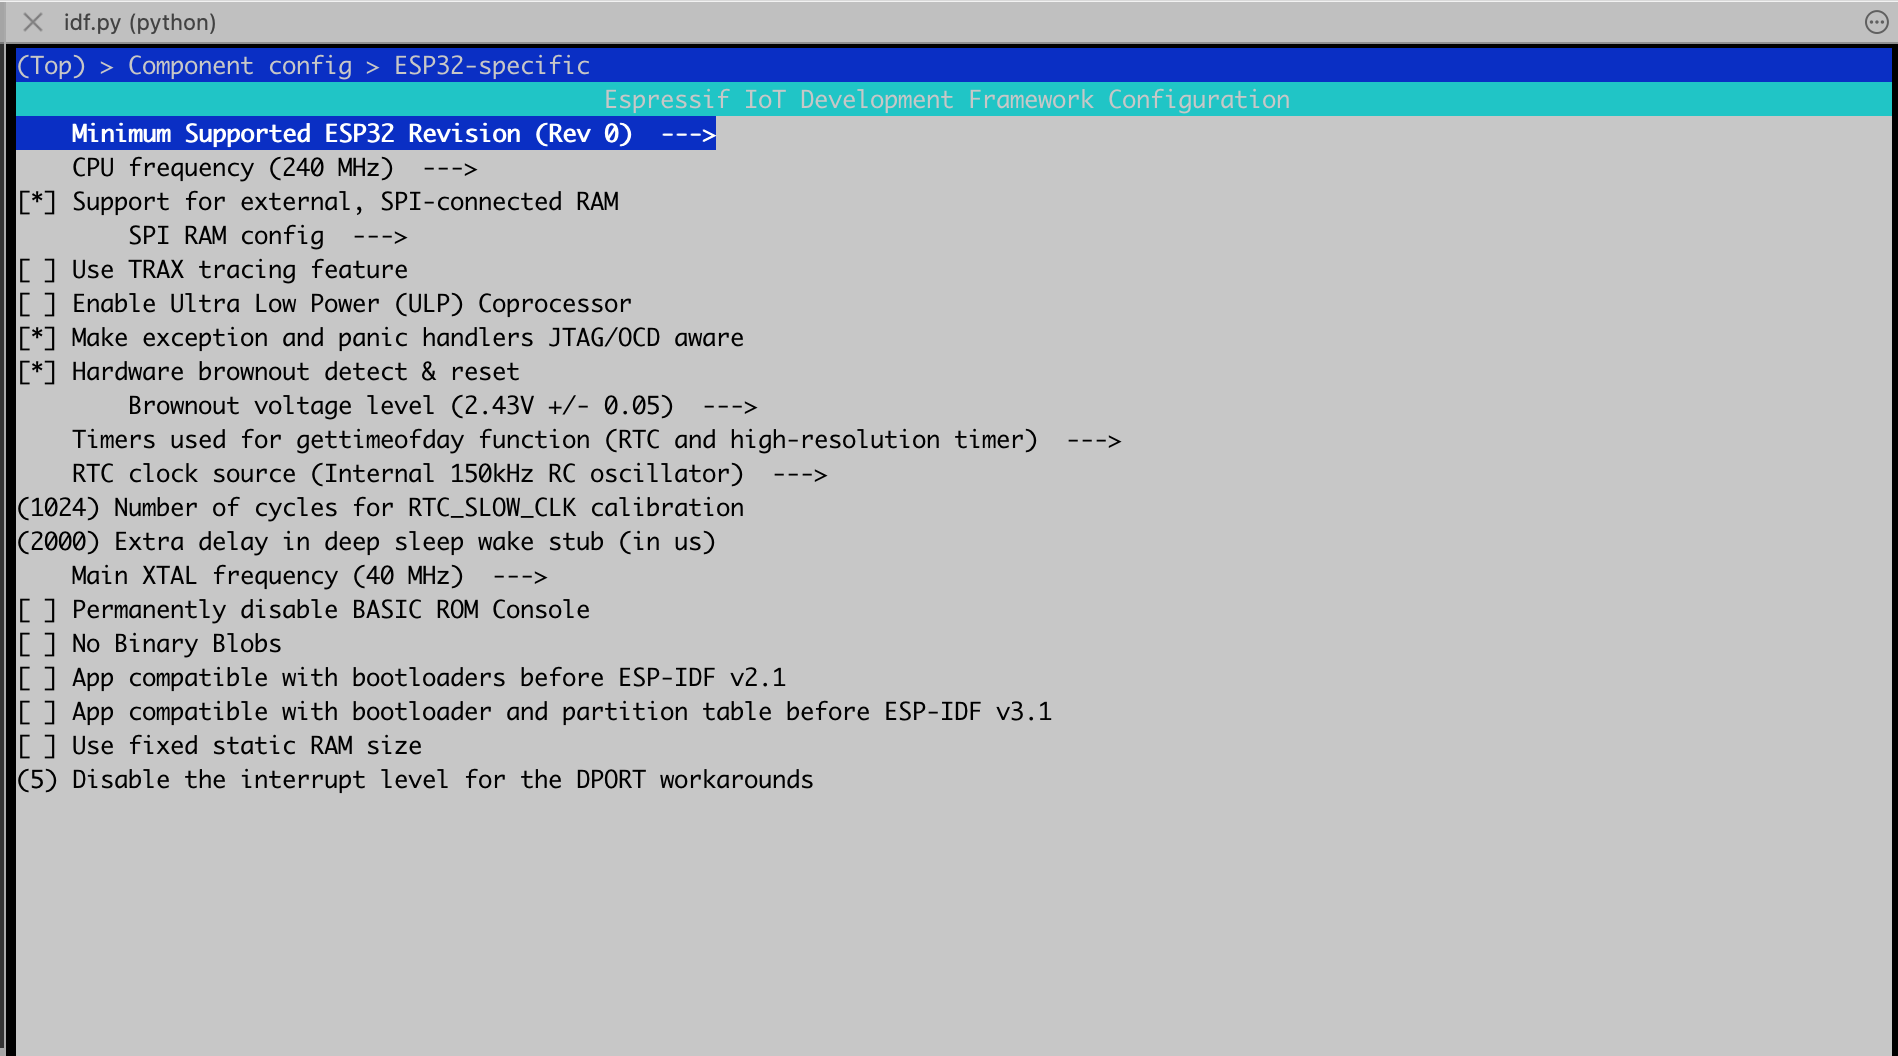 idf.py (python)
(Top) > Component config > ESP32-specific
Espressif IoT Development Framework Configuration
Minimum Supported ESP32 Revision (Rev 0)  --->
CPU frequency (240 MHz)  --->
[*] Support for external, SPI-connected RAM
SPI RAM config  --->
[ ] Use TRAX tracing feature
[ ] Enable Ultra Low Power (ULP) Coprocessor
[*] Make exception and panic handlers JTAG/OCD aware
[*] Hardware brownout detect & reset
Brownout voltage level (2.43V +/- 0.05)  --->
Timers used for gettimeofday function (RTC and high-resolution timer)  --->
RTC clock source (Internal 150kHz RC oscillator)  --->
(1024) Number of cycles for RTC_SLOW_CLK calibration
(2000) Extra delay in deep sleep wake stub (in us)
Main XTAL frequency (40 MHz)  --->
[ ] Permanently disable BASIC ROM Console
[ ] No Binary Blobs
[ ] App compatible with bootloaders before ESP-IDF v2.1
[ ] App compatible with bootloader and partition table before ESP-IDF v3.1
[ ] Use fixed static RAM size
(5) Disable the interrupt level for the DPORT workarounds